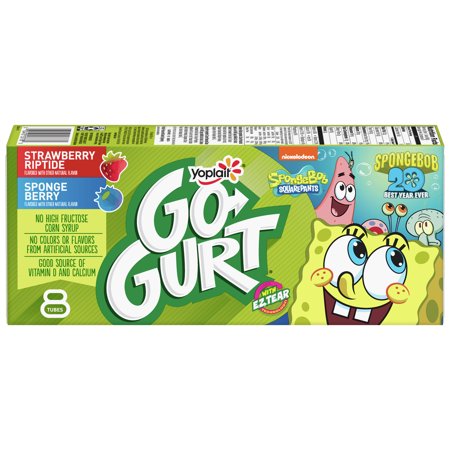 STRAWBERRY
RIPTIDE
FLAVORED WITH OTHER NATURAL FLAVOR
SPONGE
BERRY
FLAVORED WITH OTHER NATURAL FLAVOR
NO HIGH FRUCTOSE
CORN SYRUP
NO COLORS OR FLAVORS
FROM ARTIFICIAL SOURCES
GOOD SOURCE OF
VITAMIN D AND CALCIUM
8
TUBES
Yoplait
GO
GURT
WITH
EZ TEAR
nickelodeon
SpongeBob
SQUAREPANTS
SPONGEBOB
20
BEST YEAR EVER